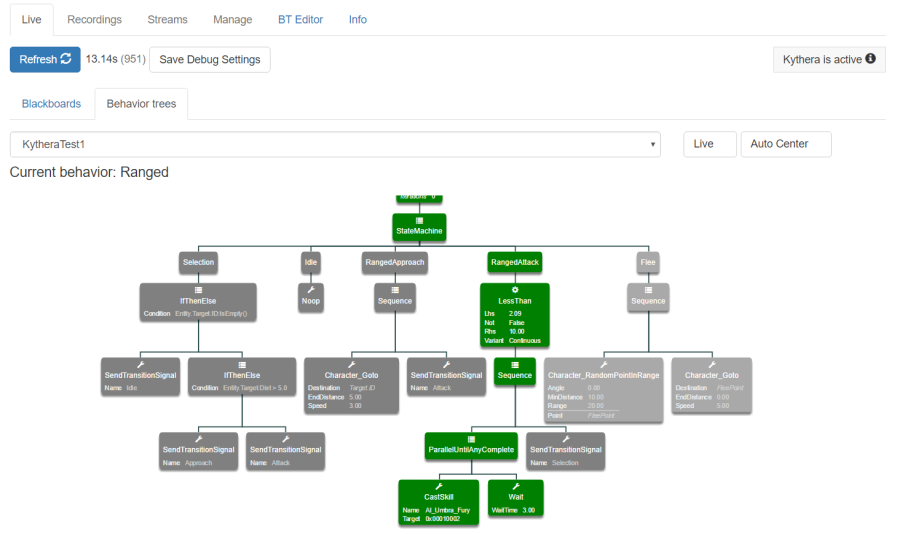 Live Recordings Streams Manage BT Editor Info
Refresh 13.14s (951) Save Debug Settings Kythera is active
Blackboards Behavior trees
KytheraTest1 Live Auto Center
Current behavior: Ranged
StateMachine
Selection Idle RangedApproach RangedAttack Flee
IfThenElse
Condition Entity.Target.ID:IsEmpty()
Noop
Sequence
LessThan
Lhs 2.09
Not False
Rhs 10.00
Variant Continuous
Sequence
SendTransitionSignal
Name Idle
IfThenElse
Condition Entity.Target.Dist > 5.0
Character_Goto
Destination Target.ID
EndDistance 5.00
Speed 3.00
SendTransitionSignal
Name Attack
Sequence
Character_RandomPointInRange
Angle 0.00
MinDistance 10.00
Range 20.00
Point FleePoint
Character_Goto
Destination FleePoint
EndDistance 0.00
Speed 5.00
SendTransitionSignal
Name Approach
SendTransitionSignal
Name Attack
ParallelUntilAnyComplete
SendTransitionSignal
Name Selection
CastSkill
Name AI_Umbra_Fury
Target 0x00010002
Wait
WaitTime 3.00